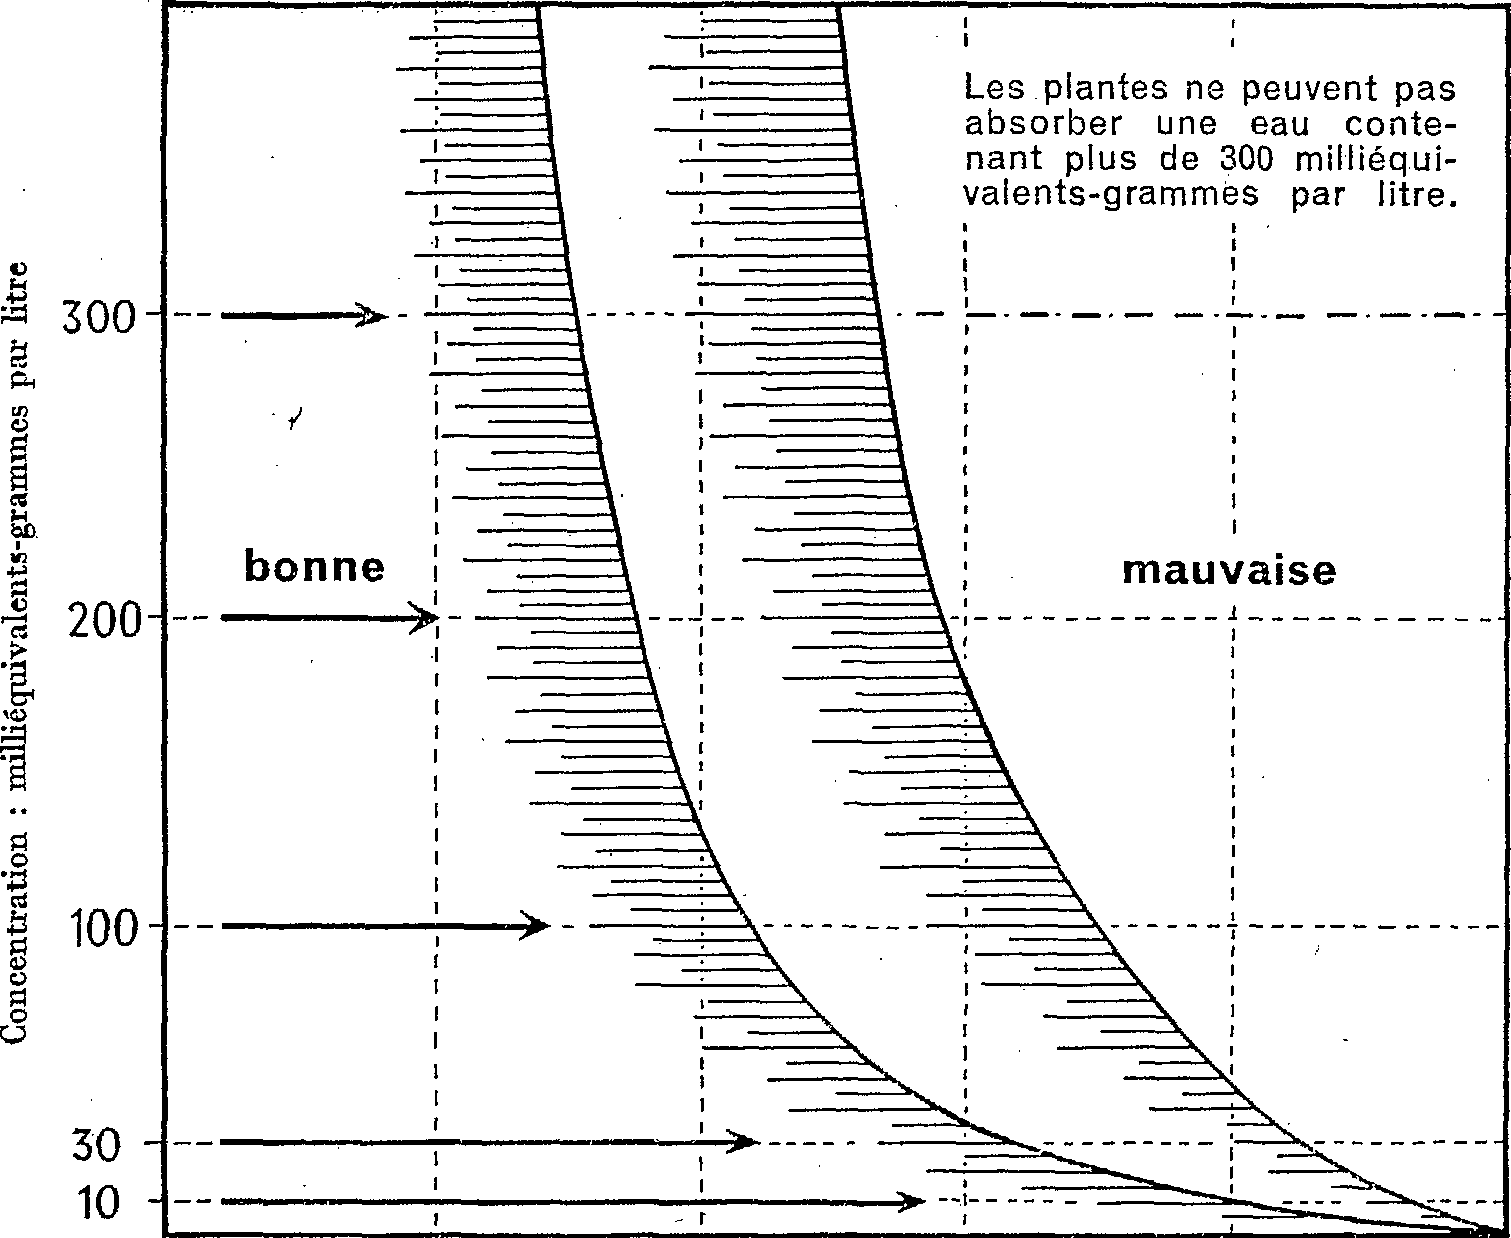 Les plantes ne peuvent pas
absorber une eau conte-
nant plus de 300 milliéqui-
valents-grammes par litre.
Concentration : milliéquivalents-grammes par litre
300
bonne
mauvaise
200
100
30
10